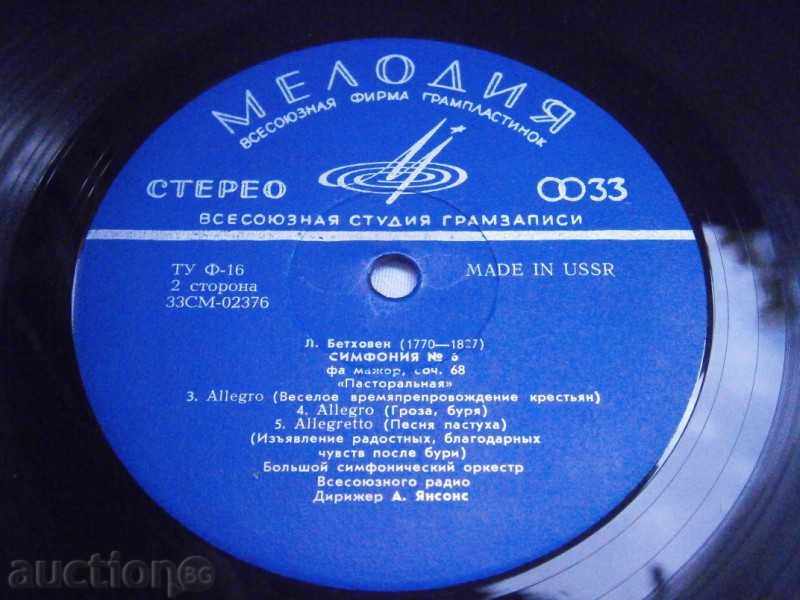 МЕЛОДИЯ
ВСЕСОЮЗНАЯ ФИРМА ГРАМПЛАСТИНОК
СТЕРЕО
33
ВСЕСОЮЗНАЯ СТУДИЯ ГРАМЗАПИСИ
ТУ Ф-16
MADE IN USSR
2 сторона
33СМ-02376
Л. Бетховен (1770—1827)
СИМФОНИЯ № 6
фа мажор, соч. 68
«Пасторальная»
3. Allegro (Веселое времяпрепровождение крестьян)
4. Allegro (Гроза, буря)
5. Allegretto (Песня пастуха)
(Изъявление радостных, благодарных
чувств после бури)
Большой симфонический оркестр
Всесоюзного радио
Дирижер А. Янсонс
auction BG